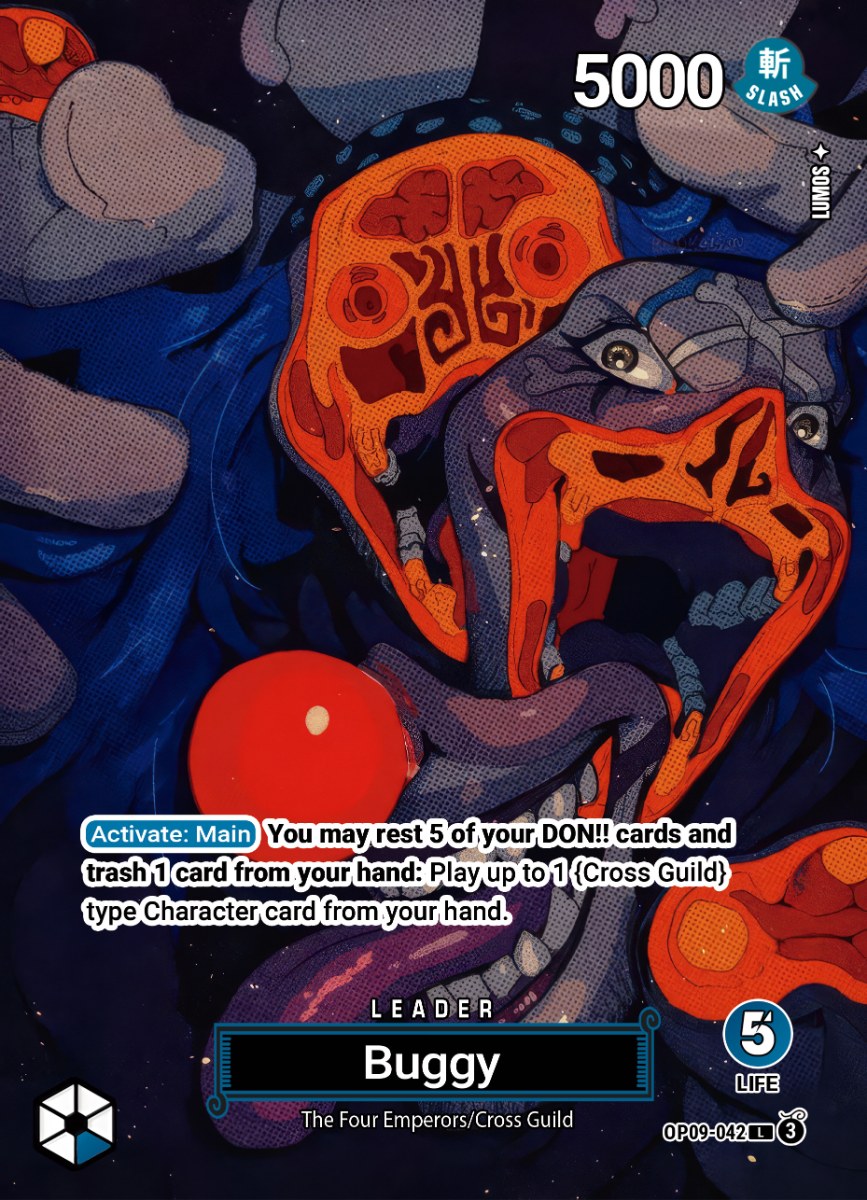 5000
斬
SLASH
LUMOS
Activate: Main You may rest 5 of your DON!! cards and
trash 1 card from your hand: Play up to 1 {Cross Guild}
type Character card from your hand.
LEADER
Buggy
5
LIFE
The Four Emperors/Cross Guild
OP09-042 L 3